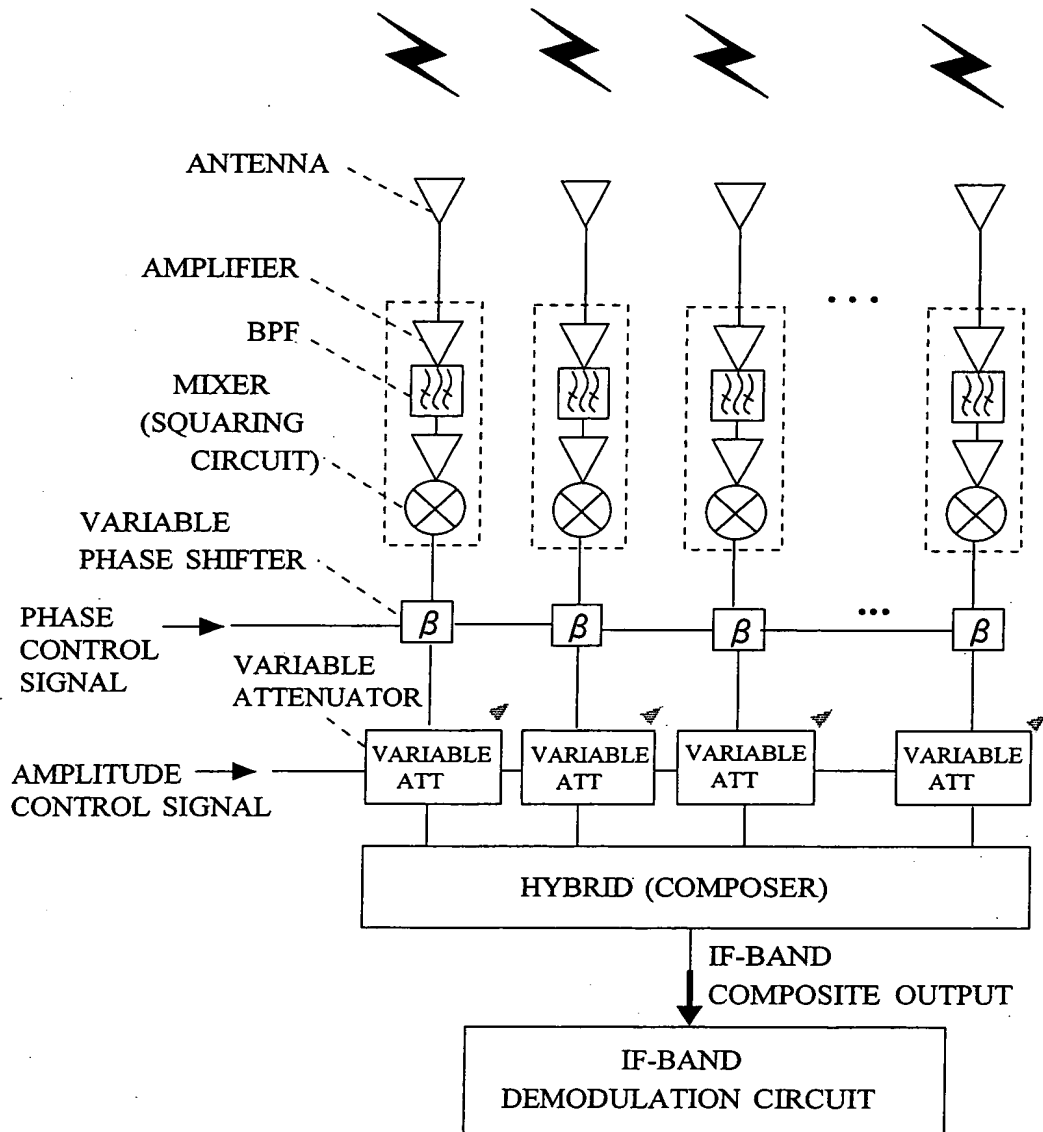 ANTENNA
AMPLIFIER
BPF
MIXER
(SQUARING
CIRCUIT)
VARIABLE
PHASE SHIFTER
PHASE
CONTROL
SIGNAL
β β β β
...
...
VARIABLE
ATTENUATOR
AMPLITUDE
CONTROL SIGNAL
VARIABLE
ATT
VARIABLE
ATT
VARIABLE
ATT
VARIABLE
ATT
HYBRID (COMPOSER)
IF-BAND
COMPOSITE OUTPUT
IF-BAND
DEMODULATION CIRCUIT